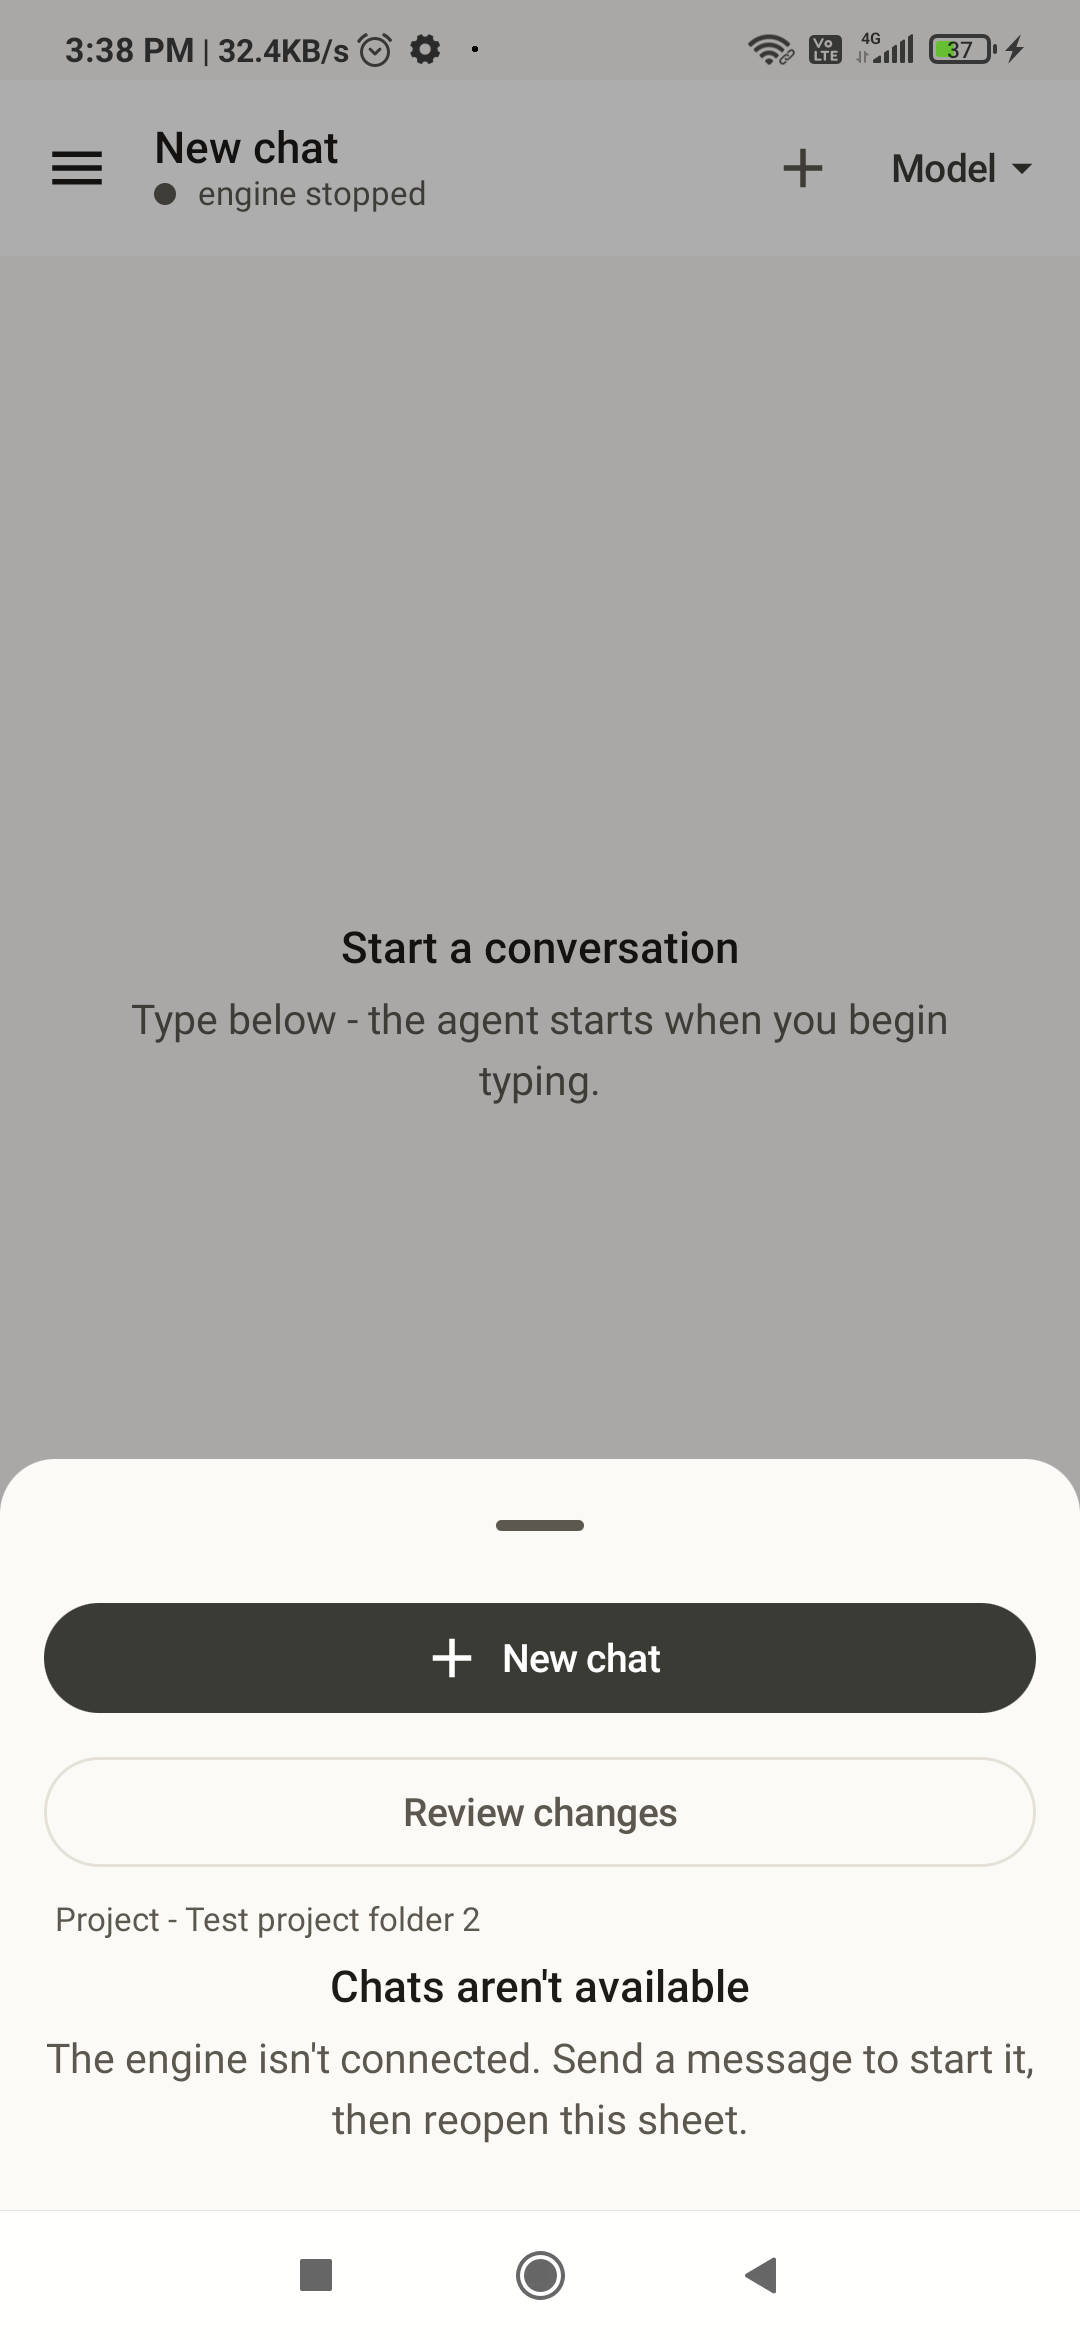 3:38 PM | 32.4KB/s
Vo LTE
4G
37
New chat
engine stopped
Model
Start a conversation
Type below - the agent starts when you begin
typing.
New chat
Review changes
Project - Test project folder 2
Chats aren't available
The engine isn't connected. Send a message to start it,
then reopen this sheet.